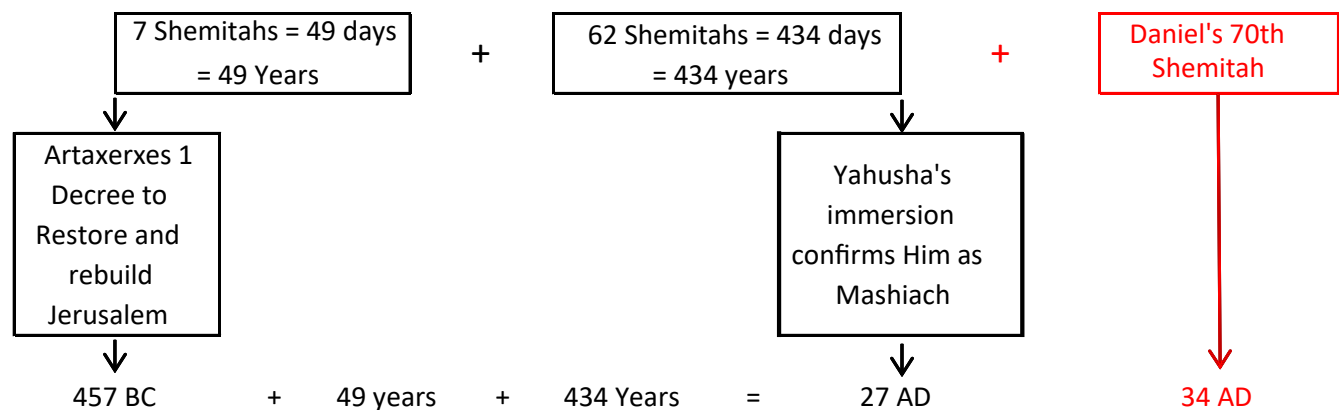 7 Shemitahs = 49 days
= 49 Years
+
62 Shemitahs = 434 days
= 434 years
+
Daniel's 70th
Shemitah
Artaxerxes 1
Decree to
Restore and
rebuild
Jerusalem
Yahusha's
immersion
confirms Him as
Mashiach
457 BC + 49 years + 434 Years = 27 AD 34 AD